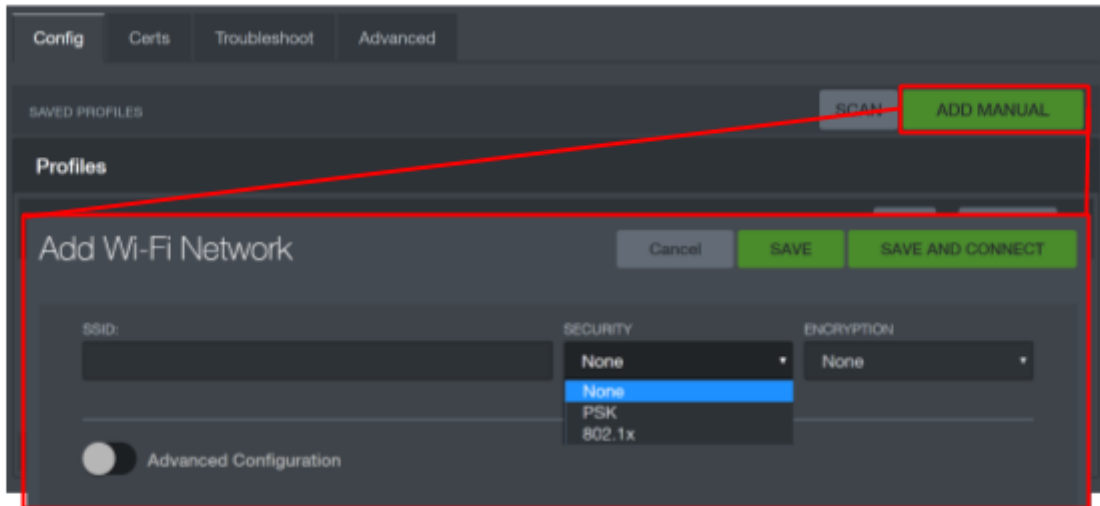 Config Certs Troubleshoot Advanced
SAVED PROFILES SCAN ADD MANUAL
Profiles
Add Wi-Fi Network Cancel SAVE SAVE AND CONNECT
SSID: SECURITY ENCRYPTION
None None
None
PSK
802.1x
Advanced Configuration